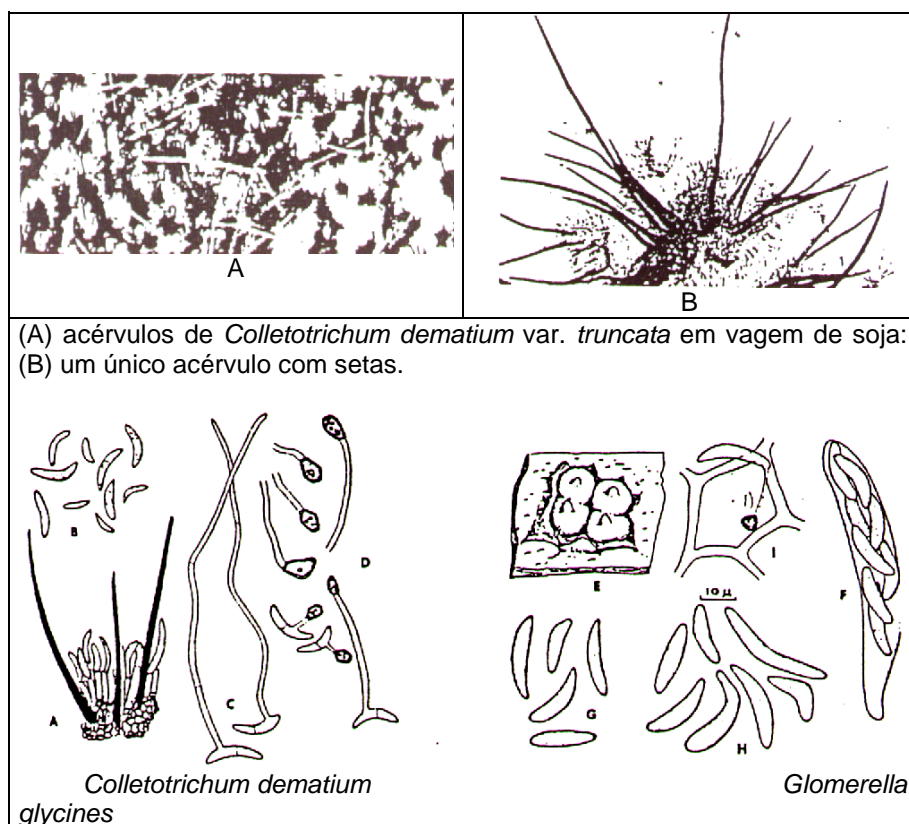 A
B
(A) acérvulos de Colletotrichum dematium var. truncata em vagem de soja:
(B) um único acérvulo com setas.
B
A
C
D
E
I
F
10 μ
G
H
Colletotrichum dematium Glomerella
glycines